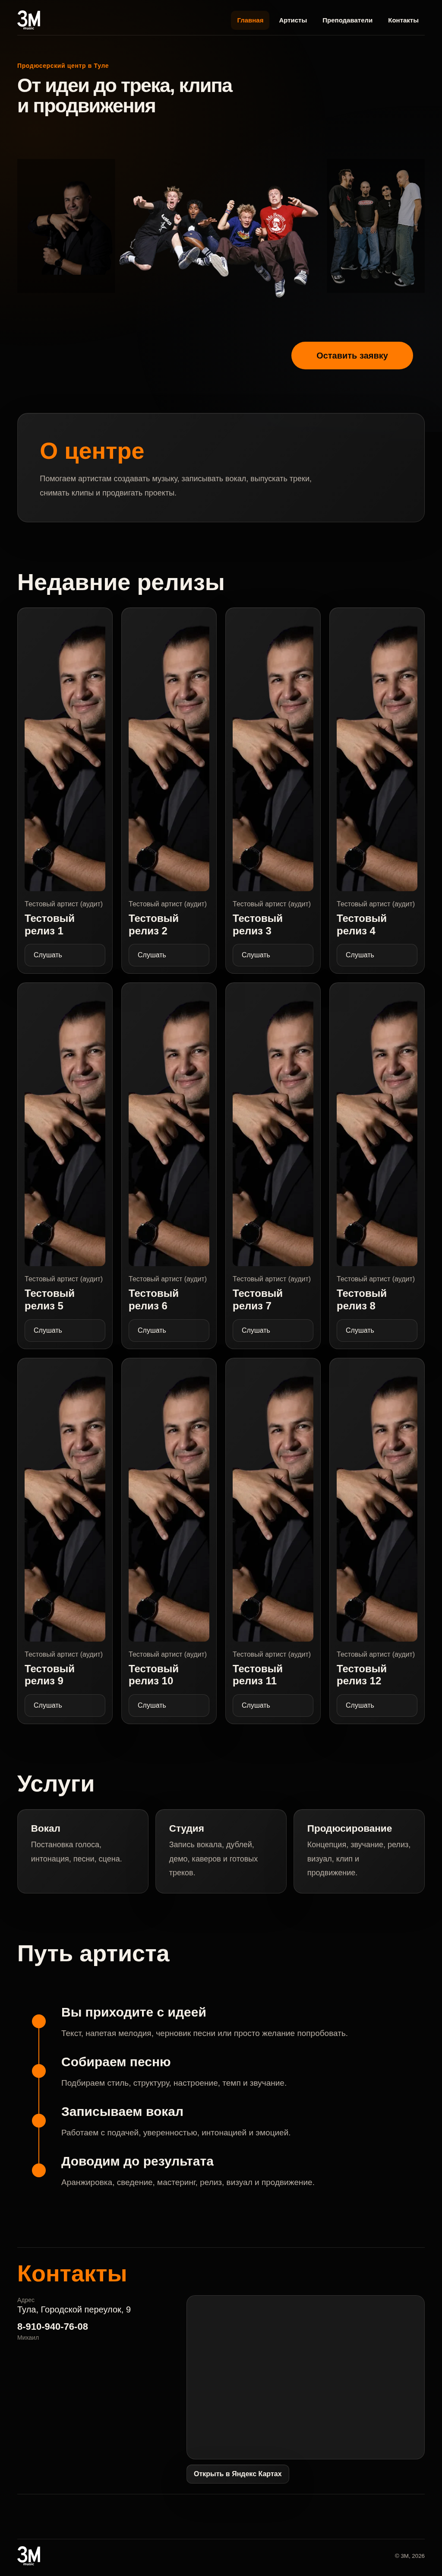 3M
music
Главная
Артисты
Преподаватели
Контакты
Продюсерский центр в Туле
От идеи до трека, клипа
и продвижения
Оставить заявку
О центре
Помогаем артистам создавать музыку, записывать вокал, выпускать треки,
снимать клипы и продвигать проекты.
Недавние релизы
Тестовый артист (аудит)
Тестовый
релиз 1
Слушать
Тестовый артист (аудит)
Тестовый
релиз 2
Слушать
Тестовый артист (аудит)
Тестовый
релиз 3
Слушать
Тестовый артист (аудит)
Тестовый
релиз 4
Слушать
Тестовый артист (аудит)
Тестовый
релиз 5
Слушать
Тестовый артист (аудит)
Тестовый
релиз 6
Слушать
Тестовый артист (аудит)
Тестовый
релиз 7
Слушать
Тестовый артист (аудит)
Тестовый
релиз 8
Слушать
Тестовый артист (аудит)
Тестовый
релиз 9
Слушать
Тестовый артист (аудит)
Тестовый
релиз 10
Слушать
Тестовый артист (аудит)
Тестовый
релиз 11
Слушать
Тестовый артист (аудит)
Тестовый
релиз 12
Слушать
Услуги
Вокал
Постановка голоса,
интонация, песни, сцена.
Студия
Запись вокала, дублей,
демо, каверов и готовых
треков.
Продюсирование
Концепция, звучание, релиз,
визуал, клип и
продвижение.
Путь артиста
Вы приходите с идеей
Текст, напетая мелодия, черновик песни или просто желание попробовать.
Собираем песню
Подбираем стиль, структуру, настроение, темп и звучание.
Записываем вокал
Работаем с подачей, уверенностью, интонацией и эмоцией.
Доводим до результата
Аранжировка, сведение, мастеринг, релиз, визуал и продвижение.
Контакты
Адрес
Тула, Городской переулок, 9
8-910-940-76-08
Михаил
Открыть в Яндекс Картах
3M
music
© 3М, 2026